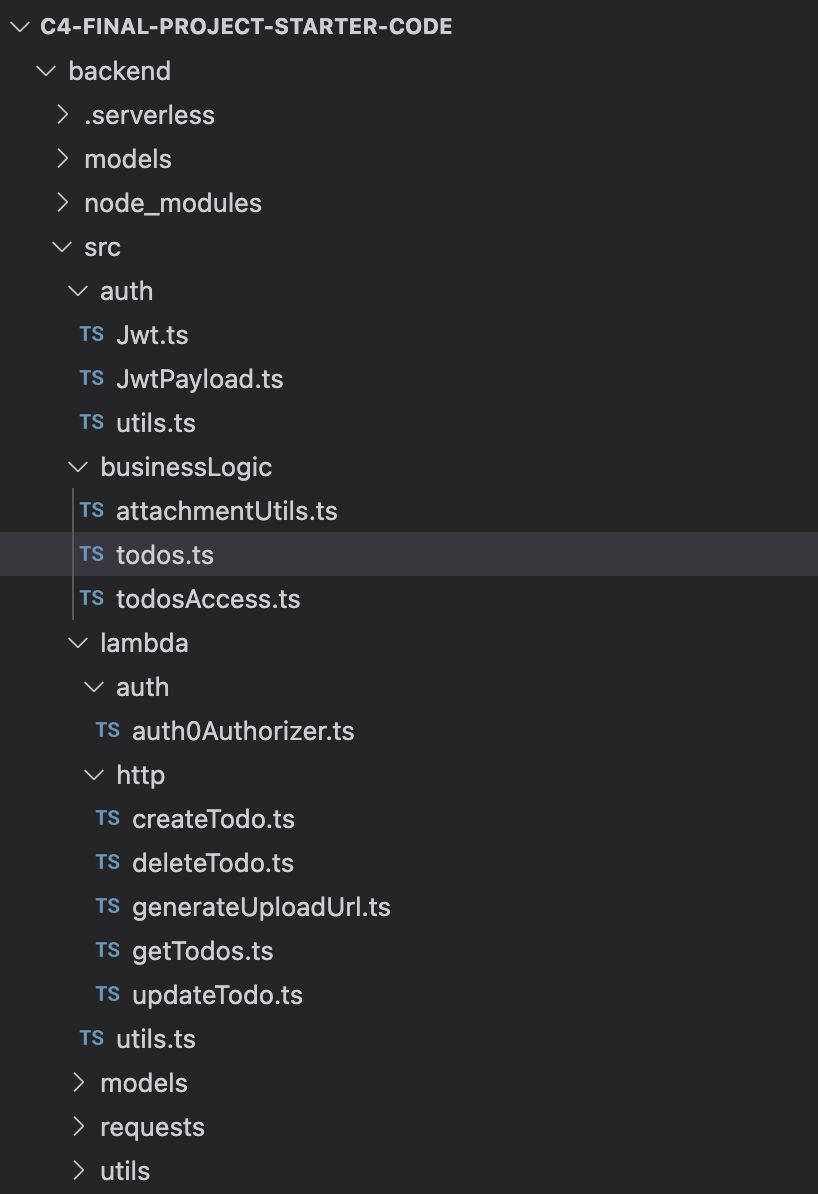 C4-FINAL-PROJECT-STARTER-CODE
backend
.serverless
models
node_modules
src
auth
TS Jwt.ts
TS JwtPayload.ts
TS utils.ts
businessLogic
TS attachmentUtils.ts
TS todos.ts
TS todosAccess.ts
lambda
auth
TS auth0Authorizer.ts
http
TS createTodo.ts
TS deleteTodo.ts
TS generateUploadUrl.ts
TS getTodos.ts
TS updateTodo.ts
TS utils.ts
models
requests
utils